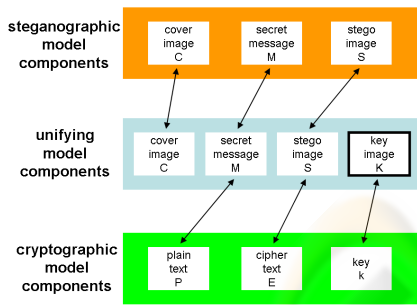 steganographic
model
components
cover
image
C
secret
message
M
stego
image
S
unifying
model
components
cover
image
C
secret
message
M
stego
image
S
key
image
K
cryptographic
model
components
plain
text
P
cipher
text
E
key
k